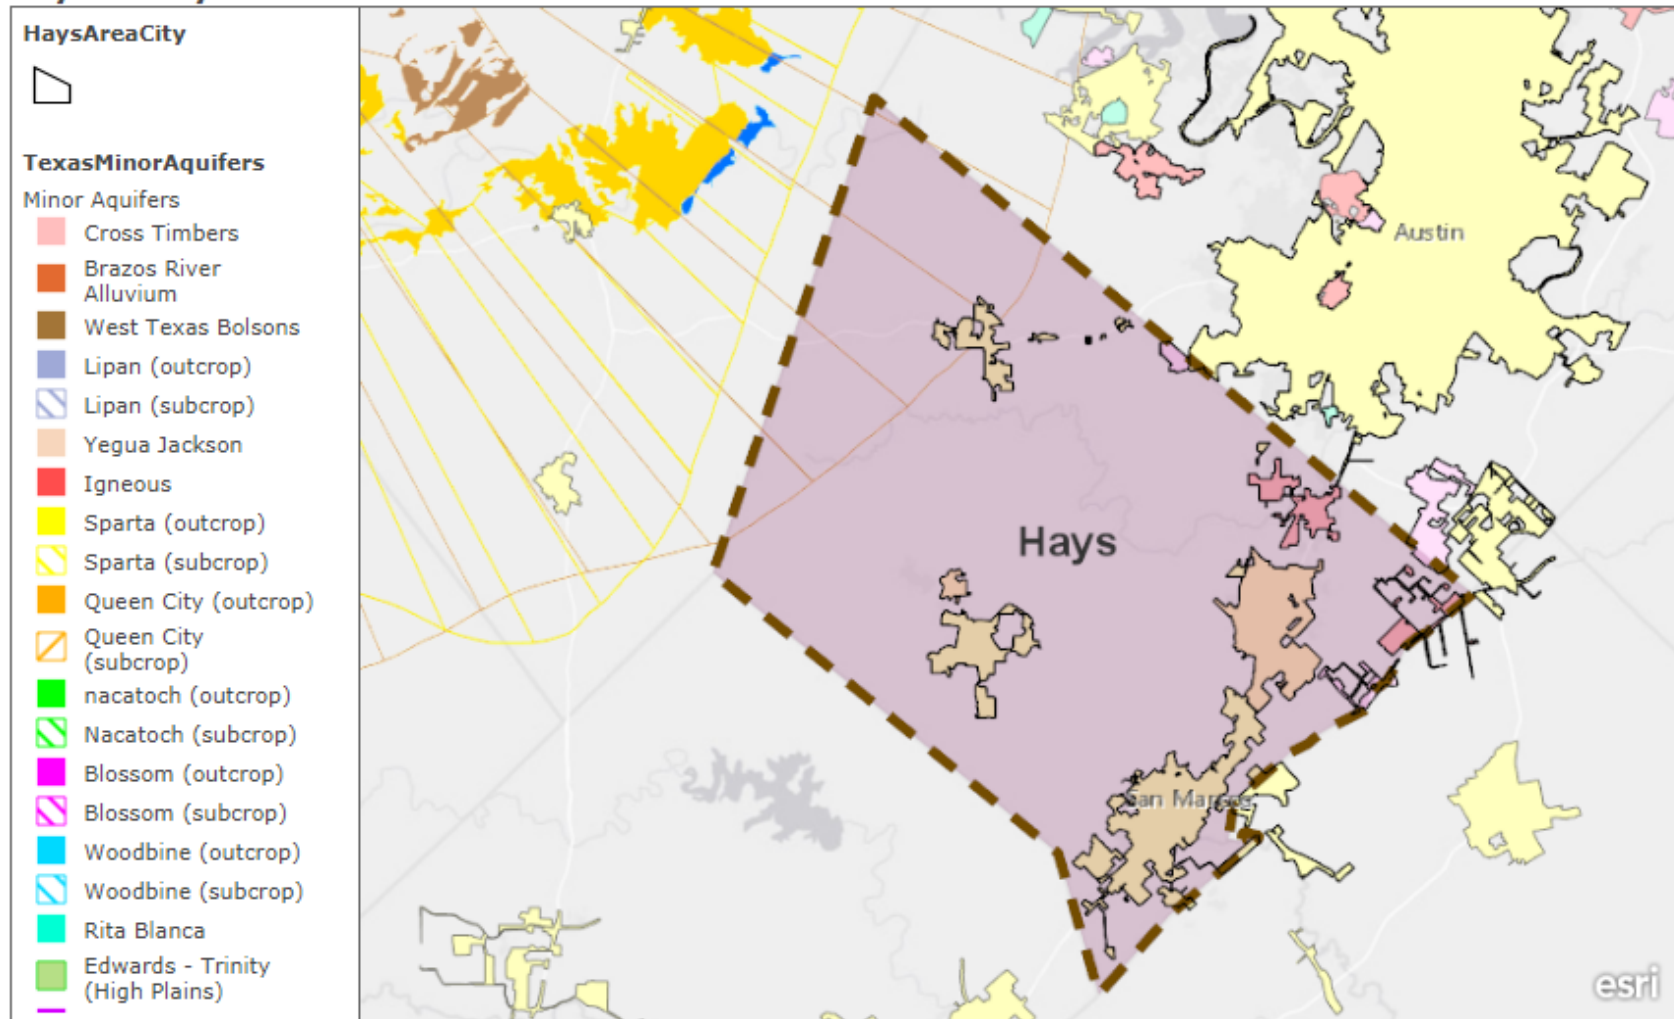 HaysAreaCity
TexasMinorAquifers
Minor Aquifers
Cross Timbers
Brazos River
Alluvium
West Texas Bolsons
Lipan (outcrop)
Lipan (subcrop)
Yegua Jackson
Igneous
Sparta (outcrop)
Sparta (subcrop)
Queen City (outcrop)
Queen City
(subcrop)
nacatoch (outcrop)
Nacatoch (subcrop)
Blossom (outcrop)
Blossom (subcrop)
Woodbine (outcrop)
Woodbine (subcrop)
Rita Blanca
Edwards - Trinity
(High Plains)
Austin
Hays
San Marcos
esri